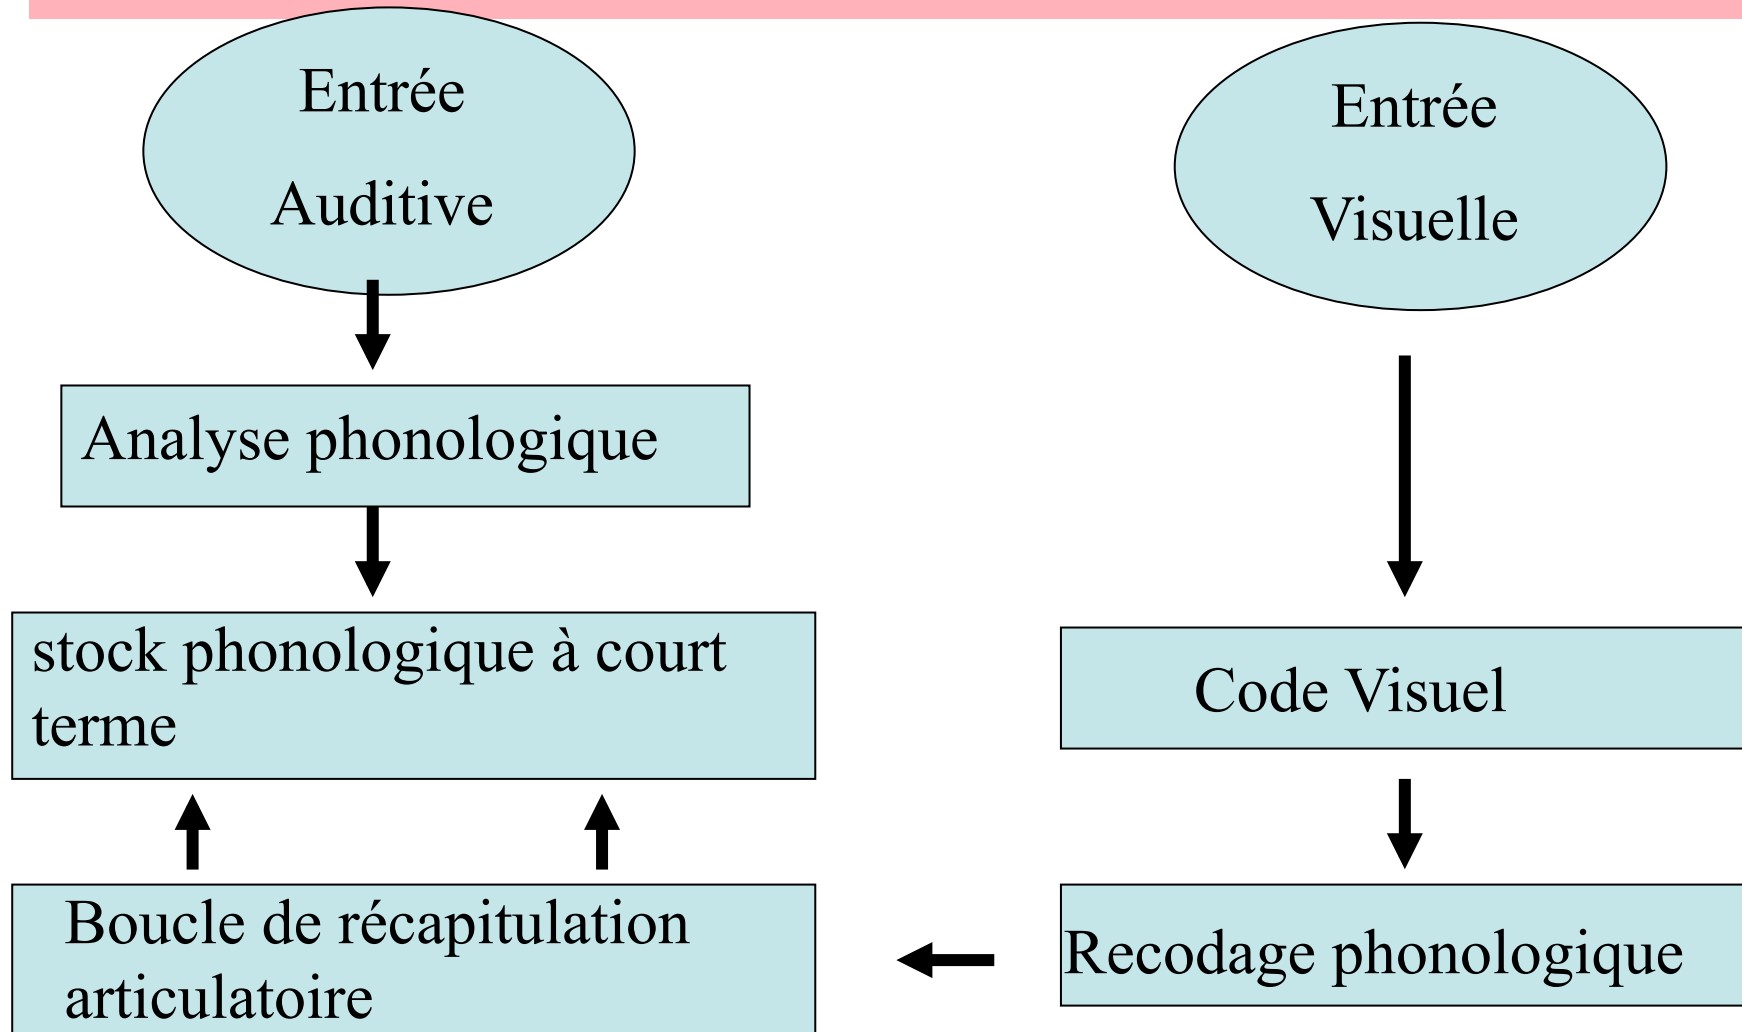 Entrée
Auditive
Analyse phonologique
stock phonologique à court
terme
Boucle de récapitulation
articulatoire
Entrée
Visuelle
Code Visuel
Recodage phonologique